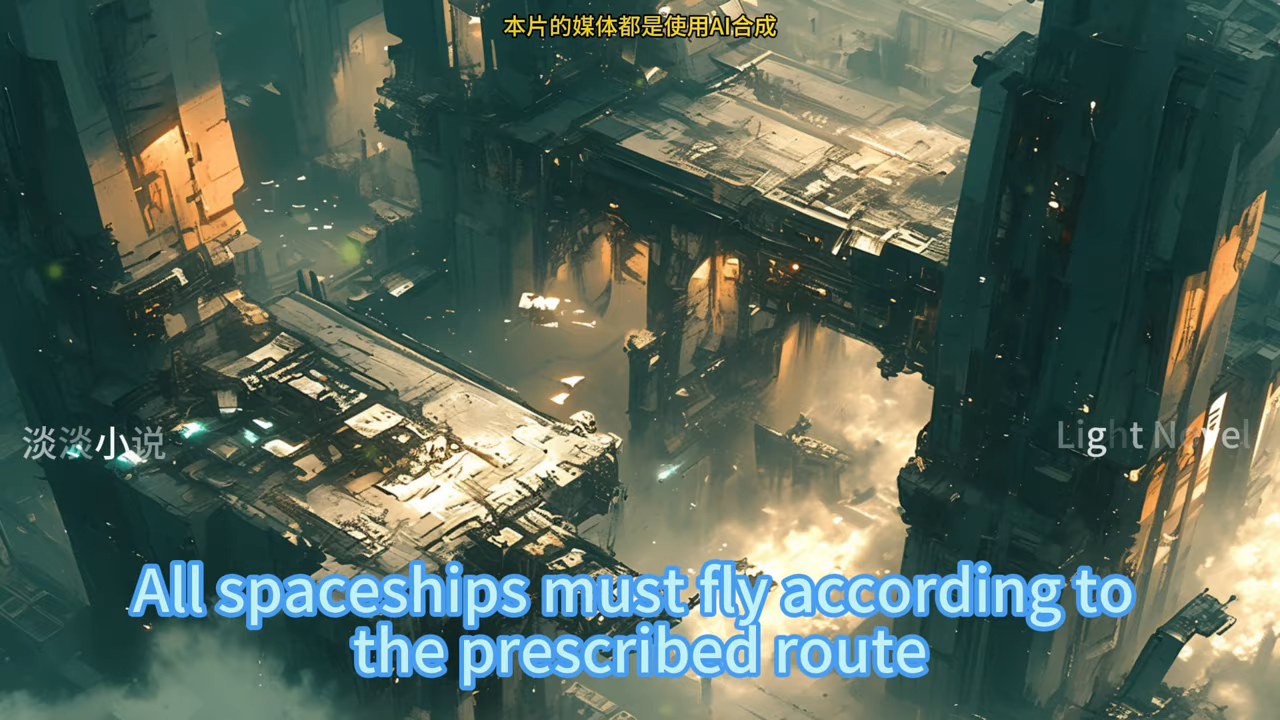 本片的媒体都是使用AI合成
淡淡小说
Light Novel
All spaceships must fly according to
the prescribed route